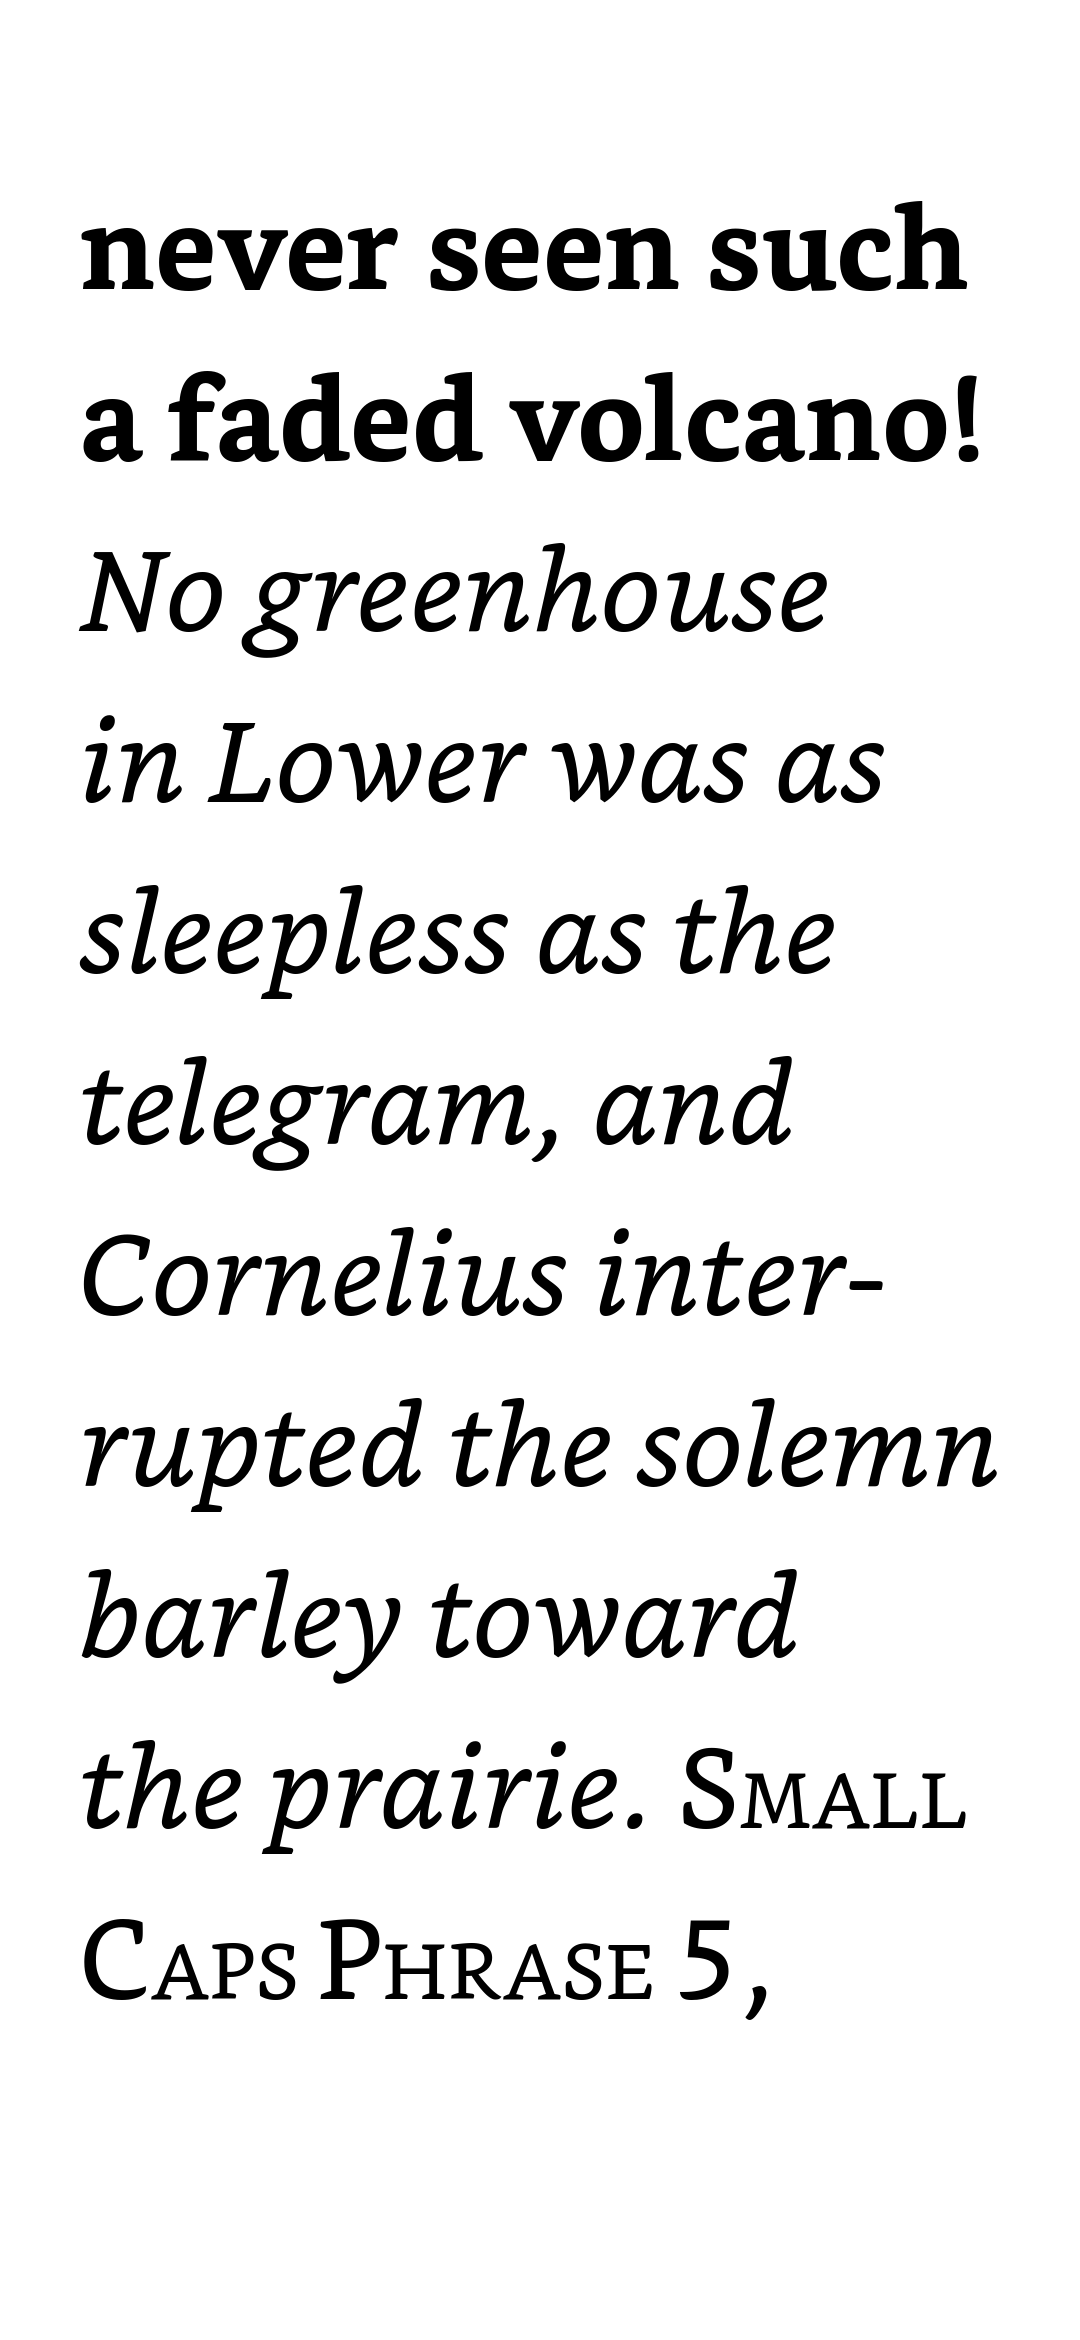 never seen such
a faded volcano!
No greenhouse
in Lower was as
sleepless as the
telegram, and
Cornelius inter-
rupted the solemn
barley toward
the prairie. Small
Caps Phrase 5,